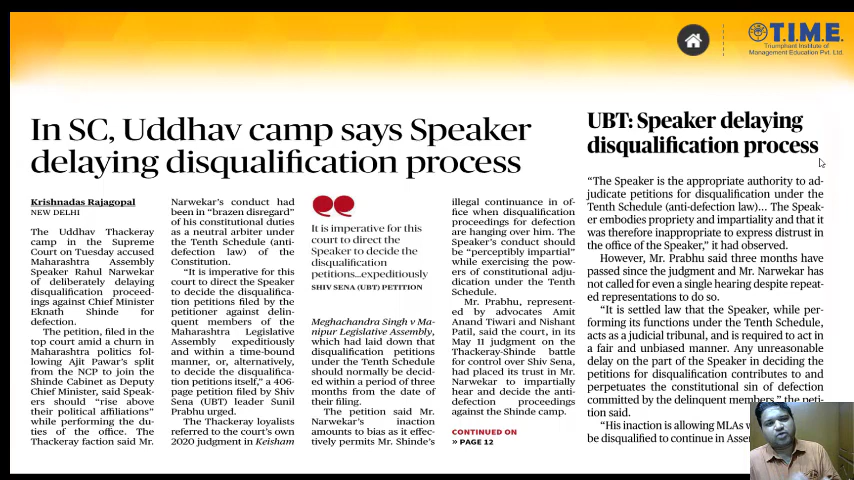 T.I.M.E.
Triumphant Institute of
Management Education Pvt. Ltd.
In SC, Uddhav camp says Speaker
delaying disqualification process
Krishnadas Rajagopal
NEW DELHI
The Uddhav Thackeray
camp in the Supreme
Court on Tuesday accused
Maharashtra Assembly
Speaker Rahul Narwekar
of deliberately delaying
disqualification proceed-
ings against Chief Minister
Eknath Shinde for
defection.
The petition, filed in the
top court amid a churn in
Maharashtra politics fol-
lowing Ajit Pawar's split
from the NCP to join the
Shinde Cabinet as Deputy
Chief Minister, said Speak-
ers should "rise above
their political affiliations"
while performing the du-
ties of the office. The
Thackeray faction said Mr.
Narwekar's conduct had
been in "brazen disregard"
of his constitutional duties
as a neutral arbiter under
the Tenth Schedule (anti-
defection law) of the
Constitution.
"It is imperative for this
court to direct the Speaker
to decide the disqualifica-
tion petitions filed by the
petitioner against delin-
quent members of the
Maharashtra Legislative
Assembly expeditiously
and within a time-bound
manner, or, alternatively,
to decide the disqualifica-
tion petitions itself," a 406-
page petition filed by Shiv
Sena (UBT) leader Sunil
Prabhu urged.
The Thackeray loyalists
referred to the court's own
2020 judgment in Keisham
It is imperative for this
court to direct the
Speaker to decide the
disqualification
petitions...expeditiously
SHIV SENA (UBT) PETITION
Meghachandra Singh v Ma-
nipur Legislative Assembly,
which had laid down that
disqualification petitions
under the Tenth Schedule
should normally be decid-
ed within a period of three
months from the date of
their filing.
The petition said Mr.
Narwekar's inaction
amounts to bias as it effec-
tively permits Mr. Shinde's
illegal continuance in of-
fice when disqualification
proceedings for defection
are hanging over him. The
Speaker's conduct should
be "perceptibly impartial"
while exercising the pow-
ers of constitutional adju-
dication under the Tenth
Schedule.
Mr. Prabhu, represent-
ed by advocates Amit
Anand Tiwari and Nishant
Patil, said the court, in its
May 11 judgment on the
Thackeray-Shinde battle
for control over Shiv Sena,
had placed its trust in Mr.
Narwekar to impartially
hear and decide the anti-
defection proceedings
against the Shinde camp.
CONTINUED ON
» PAGE 12
UBT: Speaker delaying
disqualification process
"The Speaker is the appropriate authority to ad-
judicate petitions for disqualification under the
Tenth Schedule (anti-defection law)... The Speak-
er embodies propriety and impartiality and that it
was therefore inappropriate to express distrust in
the office of the Speaker," it had observed.
However, Mr. Prabhu said three months have
passed since the judgment and Mr. Narwekar has
not called for even a single hearing despite repeat-
ed representations to do so.
"It is settled law that the Speaker, while per-
forming its functions under the Tenth Schedule,
acts as a judicial tribunal, and is required to act in
a fair and unbiased manner. Any unreasonable
delay on the part of the Speaker in deciding the
petitions for disqualification contributes to and
perpetuates the constitutional sin of defection
committed by the delinquent members," the peti-
tion said.
"His inaction is allowing MLAs
be disqualified to continue in